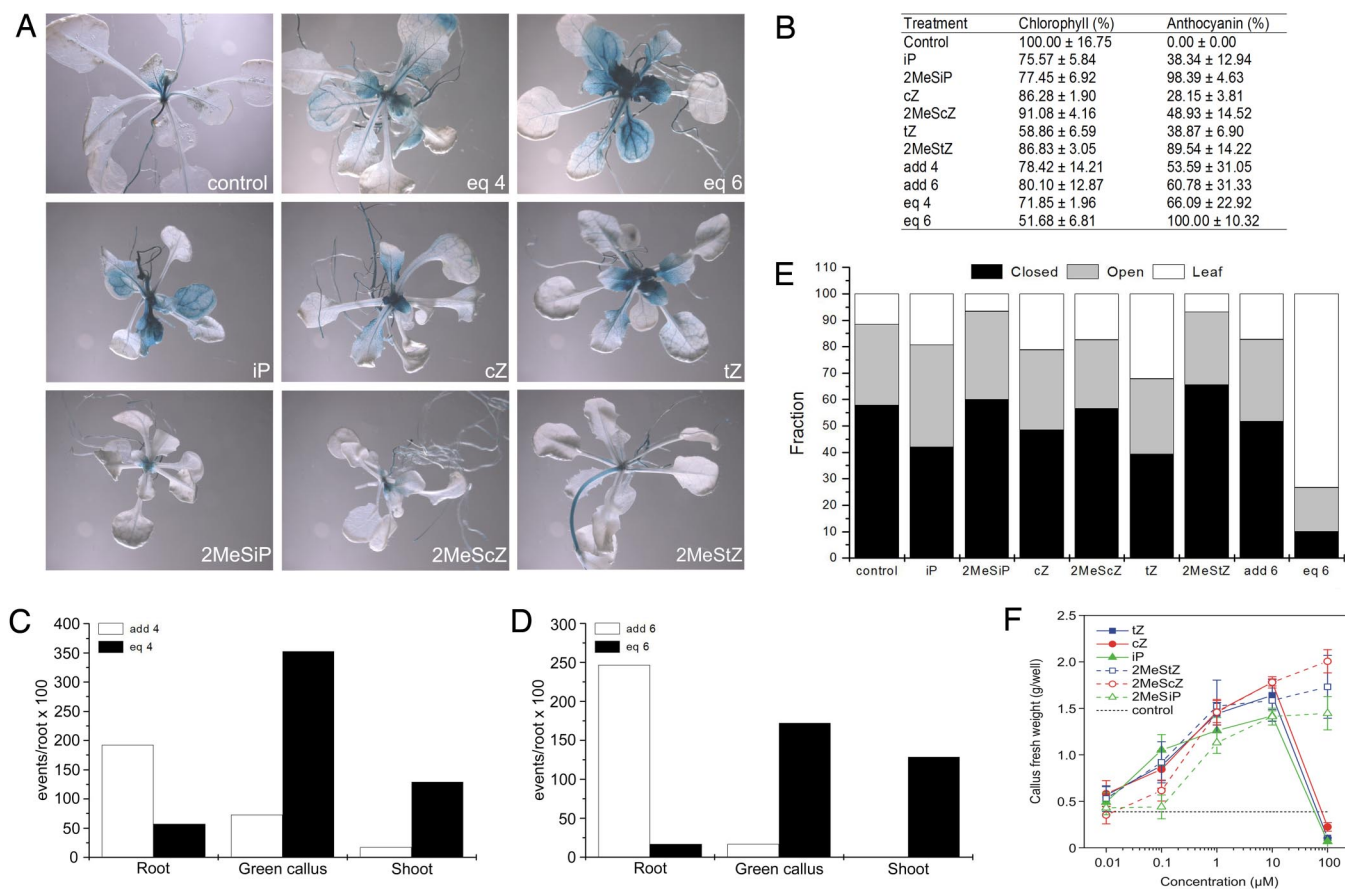 A
control
eq 4
eq 6
iP
cZ
tZ
2MeSiP
2MeScZ
2MeStZ
B
Treatment Chlorophyll (%) Anthocyanin (%)
Control 100.00 ± 16.75 0.00 ± 0.00
iP 75.57 ± 5.84 38.34 ± 12.94
2MeSiP 77.45 ± 6.92 98.39 ± 4.63
cZ 86.28 ± 1.90 28.15 ± 3.81
2MeScZ 91.08 ± 4.16 48.93 ± 14.52
tZ 58.86 ± 6.59 38.87 ± 6.90
2MeStZ 86.83 ± 3.05 89.54 ± 14.22
add 4 78.42 ± 14.21 53.59 ± 31.05
add 6 80.10 ± 12.87 60.78 ± 31.33
eq 4 71.85 ± 1.96 66.09 ± 22.92
eq 6 51.68 ± 6.81 100.00 ± 10.32
E
Closed Open Leaf
Fraction
110
100
90
80
70
60
50
40
30
20
10
0
control iP 2MeSiP cZ 2MeScZ tZ 2MeStZ add 6 eq 6
C
add 4
eq 4
events/root x 100
400
350
300
250
200
150
100
50
0
Root Green callus Shoot
D
add 6
eq 6
events/root x 100
300
250
200
150
100
50
0
Root Green callus Shoot
F
tZ
cZ
iP
2MeStZ
2MeScZ
2MeSiP
control
Callus fresh weight (g/well)
2.5
2.0
1.5
1.0
0.5
0
0.01 0.1 1 10 100
Concentration (µM)